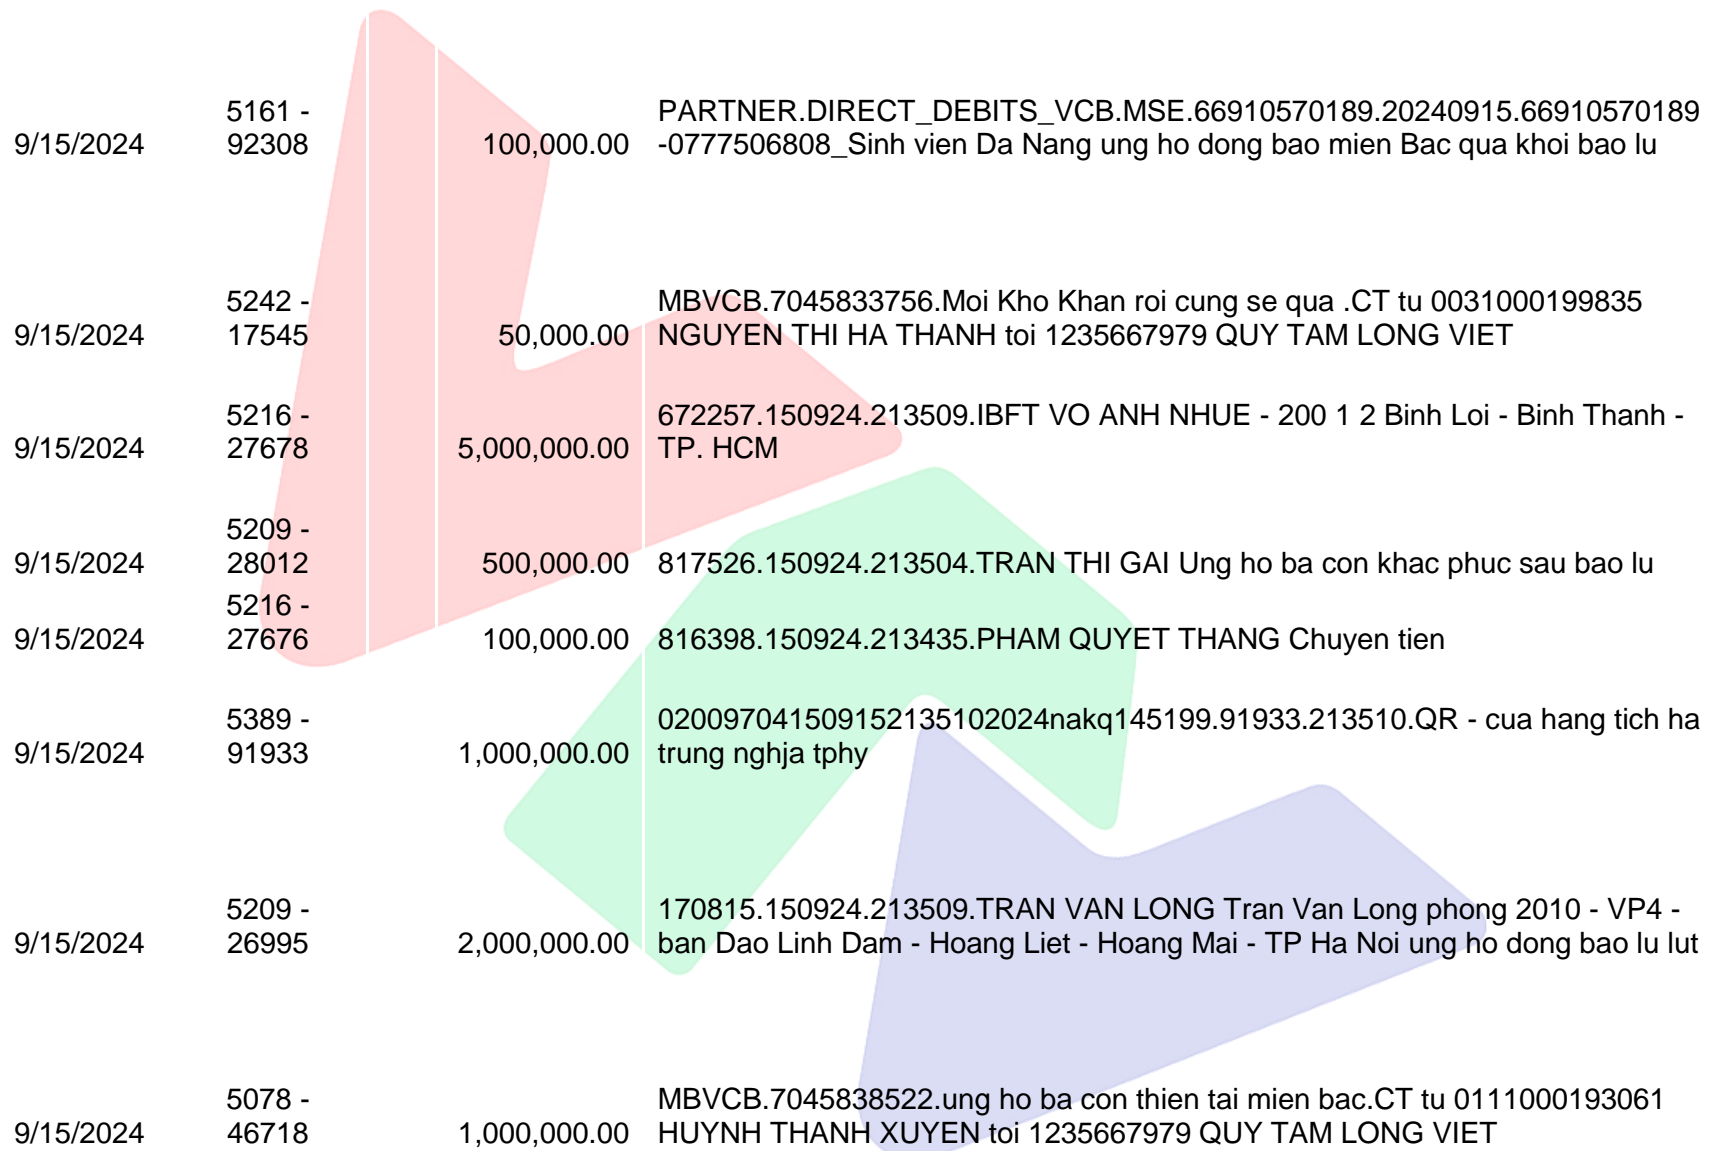 5161 -
9/15/2024 92308 100,000.00 PARTNER.DIRECT_DEBITS_VCB.MSE.66910570189.20240915.66910570189
-0777506808_Sinh vien Da Nang ung ho dong bao mien Bac qua khoi bao lu
5242 -
9/15/2024 17545 50,000.00 MBVCB.7045833756.Moi Kho Khan roi cung se qua .CT tu 0031000199835
NGUYEN THI HA THANH toi 1235667979 QUY TAM LONG VIET
5216 -
9/15/2024 27678 5,000,000.00 672257.150924.213509.IBFT VO ANH NHUE - 200 1 2 Binh Loi - Binh Thanh -
TP. HCM
5209 -
9/15/2024 28012 500,000.00 817526.150924.213504.TRAN THI GAI Ung ho ba con khac phuc sau bao lu
5216 -
9/15/2024 27676 100,000.00 816398.150924.213435.PHAM QUYET THANG Chuyen tien
5389 -
9/15/2024 91933 1,000,000.00 020097041509152135102024nakq145199.91933.213510.QR - cua hang tich ha
trung nghja tphy
5209 -
9/15/2024 26995 2,000,000.00 170815.150924.213509.TRAN VAN LONG Tran Van Long phong 2010 - VP4 -
ban Dao Linh Dam - Hoang Liet - Hoang Mai - TP Ha Noi ung ho dong bao lu lut
5078 -
9/15/2024 46718 1,000,000.00 MBVCB.7045838522.ung ho ba con thien tai mien bac.CT tu 0111000193061
HUYNH THANH XUYEN toi 1235667979 QUY TAM LONG VIET